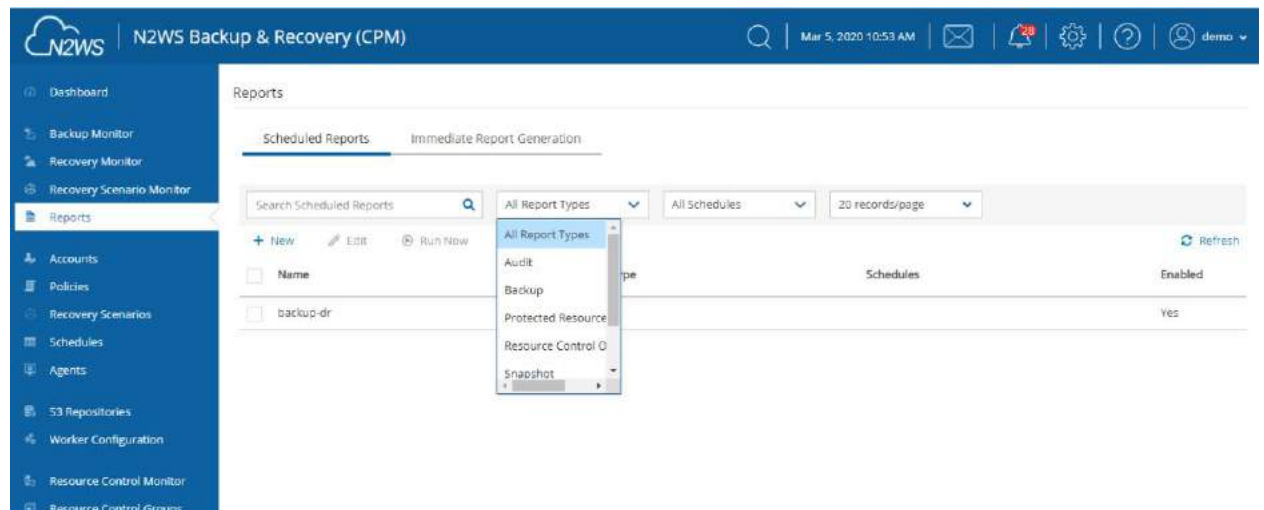 N2WS N2WS Backup & Recovery (CPM) Mar 5, 2020 10:53 AM 28 demo
Dashboard
Backup Monitor
Recovery Monitor
Recovery Scenario Monitor
Reports
Accounts
Policies
Recovery Scenarios
Schedules
Agents
S3 Repositories
Worker Configuration
Resource Control Monitor
Resource Control Groups
Reports
Scheduled Reports Immediate Report Generation
Search Scheduled Reports All Report Types All Schedules 20 records/page
+ New Edit Run Now Refresh
Name pe Schedules Enabled
backup-dr Yes
All Report Types
Audit
Backup
Protected Resource
Resource Control O
Snapshot